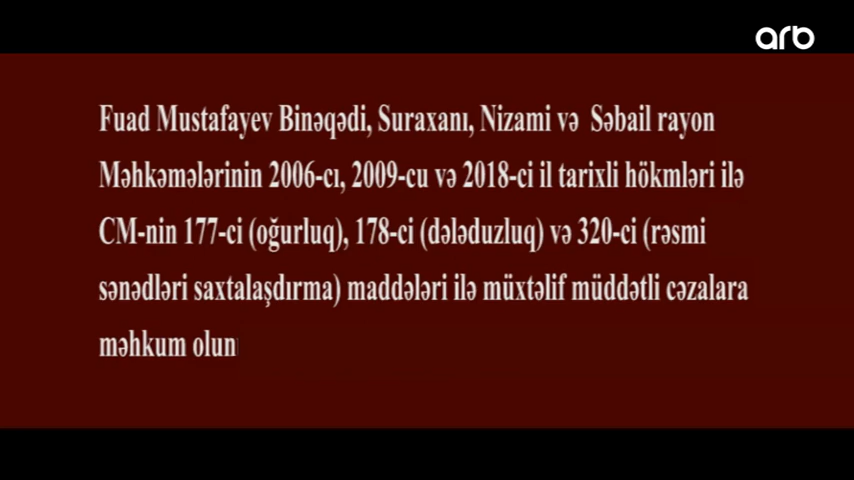 arb
Fuad Mustafayev Binəqədi, Suraxanı, Nizami və Səbail rayon
Məhkəmələrinin 2006-cı, 2009-cu və 2018-ci il tarixli hökmləri ilə
CM-nin 177-ci (oğurluq), 178-ci (dələduzluq) və 320-ci (rəsmi
sənədləri saxtalaşdırma) maddələri ilə müxtəlif müddətli cəzalara
məhkum olun